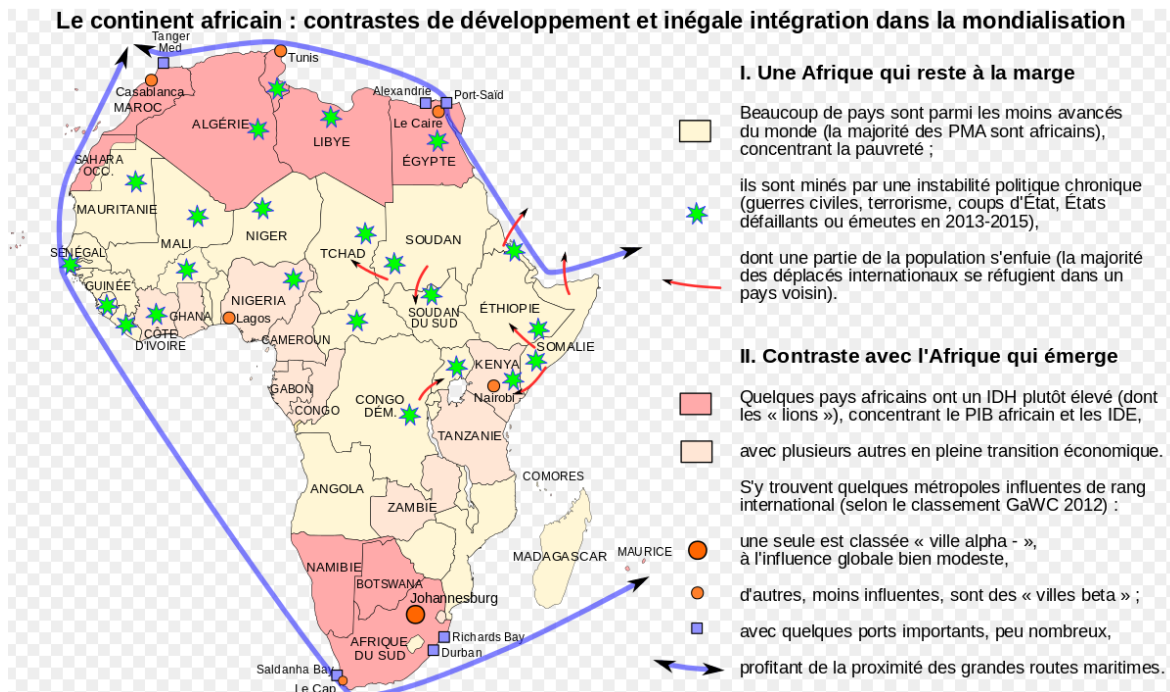 Le continent africain : contrastes de développement et inégale intégration dans la mondialisation
Tanger
Med
Tunis
Casablanca
MAROC
Alexandrie
Port-Saïd
Le Caire
ALGÉRIE
LIBYE
ÉGYPTE
SAHARA
OCC.
MAURITANIE
MALI
NIGER
TCHAD
SOUDAN
SÉNÉGAL
GUINÉE
NIGERIA
ÉTHIOPIE
SOUDAN
DU SUD
GHANA
Lagos
CÔTE
D'IVOIRE
CAMEROUN
SOMALIE
KENYA
GABON
CONGO
CONGO
DÉM.
Nairobi
TANZANIE
COMORES
ANGOLA
ZAMBIE
MADAGASCAR
MAURICE
NAMIBIE
BOTSWANA
Johannesburg
AFRIQUE
DU SUD
Richards Bay
Durban
Saldanha Bay
Le Cap
I. Une Afrique qui reste à la marge
Beaucoup de pays sont parmi les moins avancés
du monde (la majorité des PMA sont africains),
concentrant la pauvreté ;
ils sont minés par une instabilité politique chronique
(guerres civiles, terrorisme, coups d'État, États
défaillants ou émeutes en 2013-2015),
dont une partie de la population s'enfuie (la majorité
des déplacés internationaux se réfugient dans un
pays voisin).
II. Contraste avec l'Afrique qui émerge
Quelques pays africains ont un IDH plutôt élevé (dont
les « lions »), concentrant le PIB africain et les IDE,
avec plusieurs autres en pleine transition économique.
S'y trouvent quelques métropoles influentes de rang
international (selon le classement GaWC 2012) :
une seule est classée « ville alpha - »,
à l'influence globale bien modeste,
d'autres, moins influentes, sont des « villes beta » ;
avec quelques ports importants, peu nombreux,
profitant de la proximité des grandes routes maritimes.